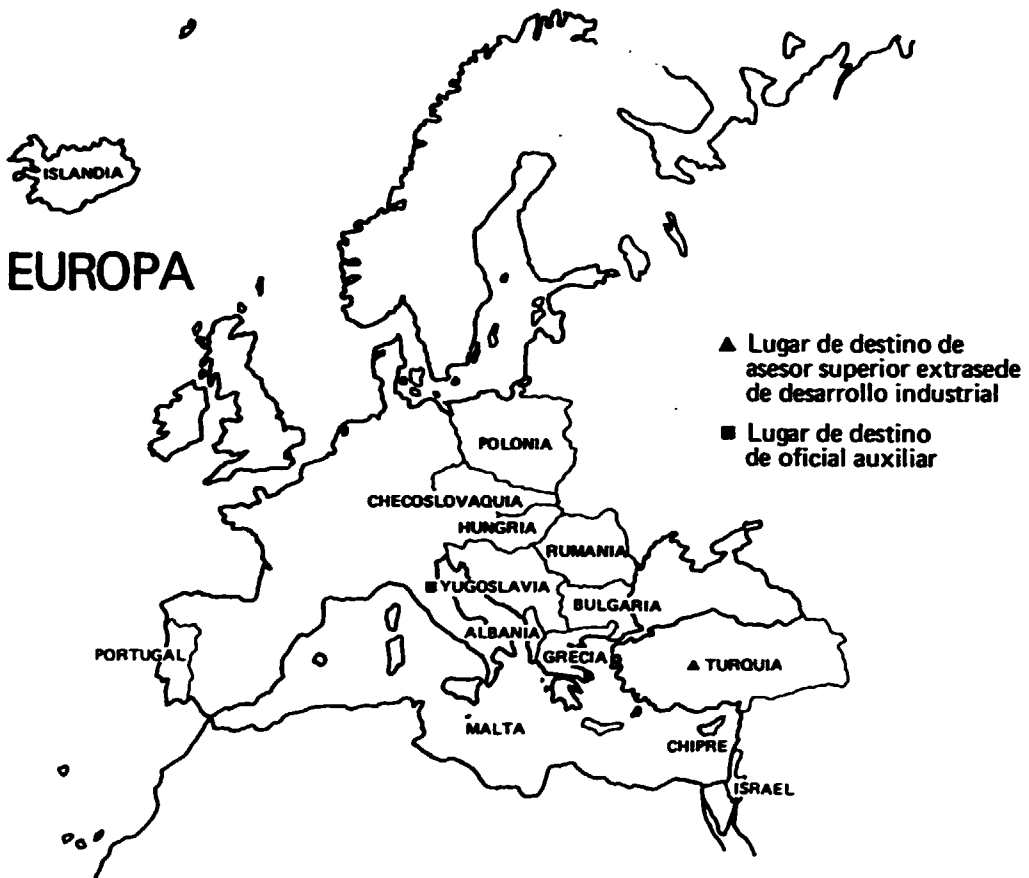 ISLANDIA
EUROPA
▲ Lugar de destino de
asesor superior extrasede
de desarrollo industrial
■ Lugar de destino
de oficial auxiliar
POLONIA
CHECOSLOVAQUIA
HUNGRIA
RUMANIA
YUGOSLAVIA
BULGARIA
ALBANIA
PORTUGAL
GRECIA
TURQUIA
MALTA
CHIPRE
ISRAEL